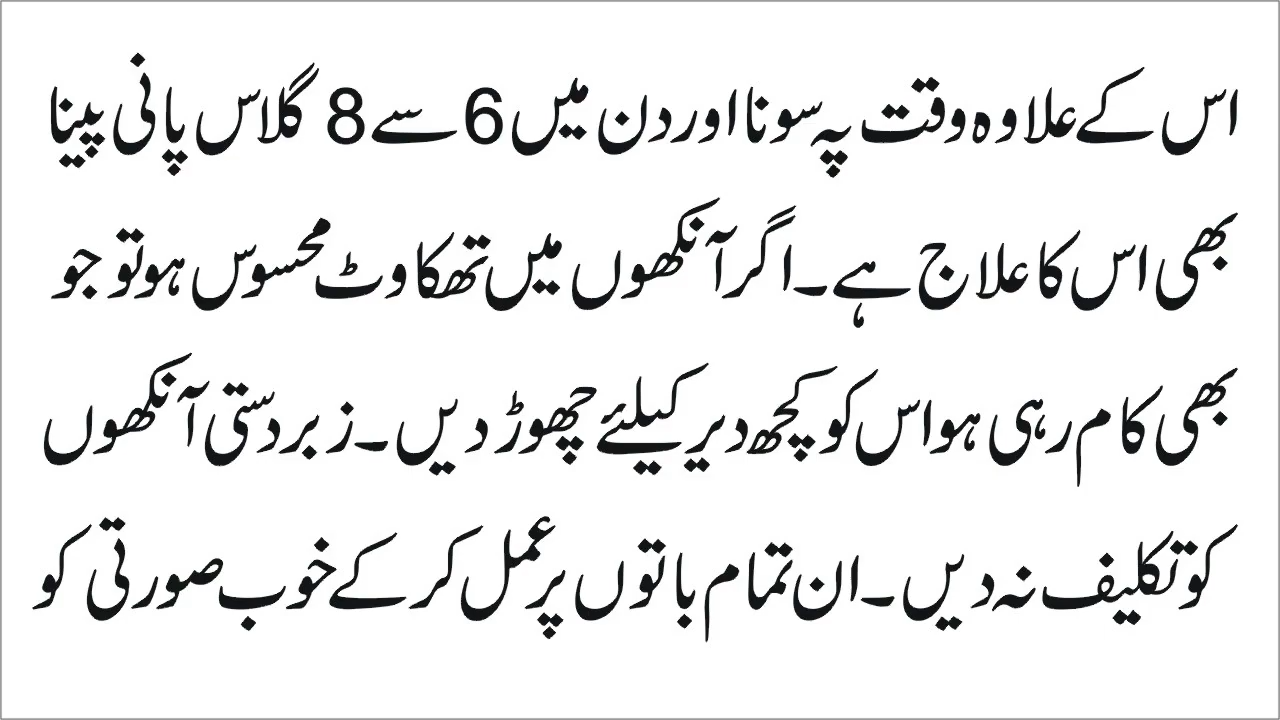 اس کے علاوہ وقت پہ سونا اور دن میں 6 سے 8 گلاس پانی پینا
بھی اس کا علاج ہے۔ اگر آنکھوں میں تھکاوٹ محسوس ہو تو جو
بھی کام رہی ہو اس کو کچھ دیر کیلئے چھوڑ دیں۔ زبردستی آنکھوں
کو تکلیف نہ دیں۔ ان تمام باتوں پر عمل کر کے خوب صورتی کو